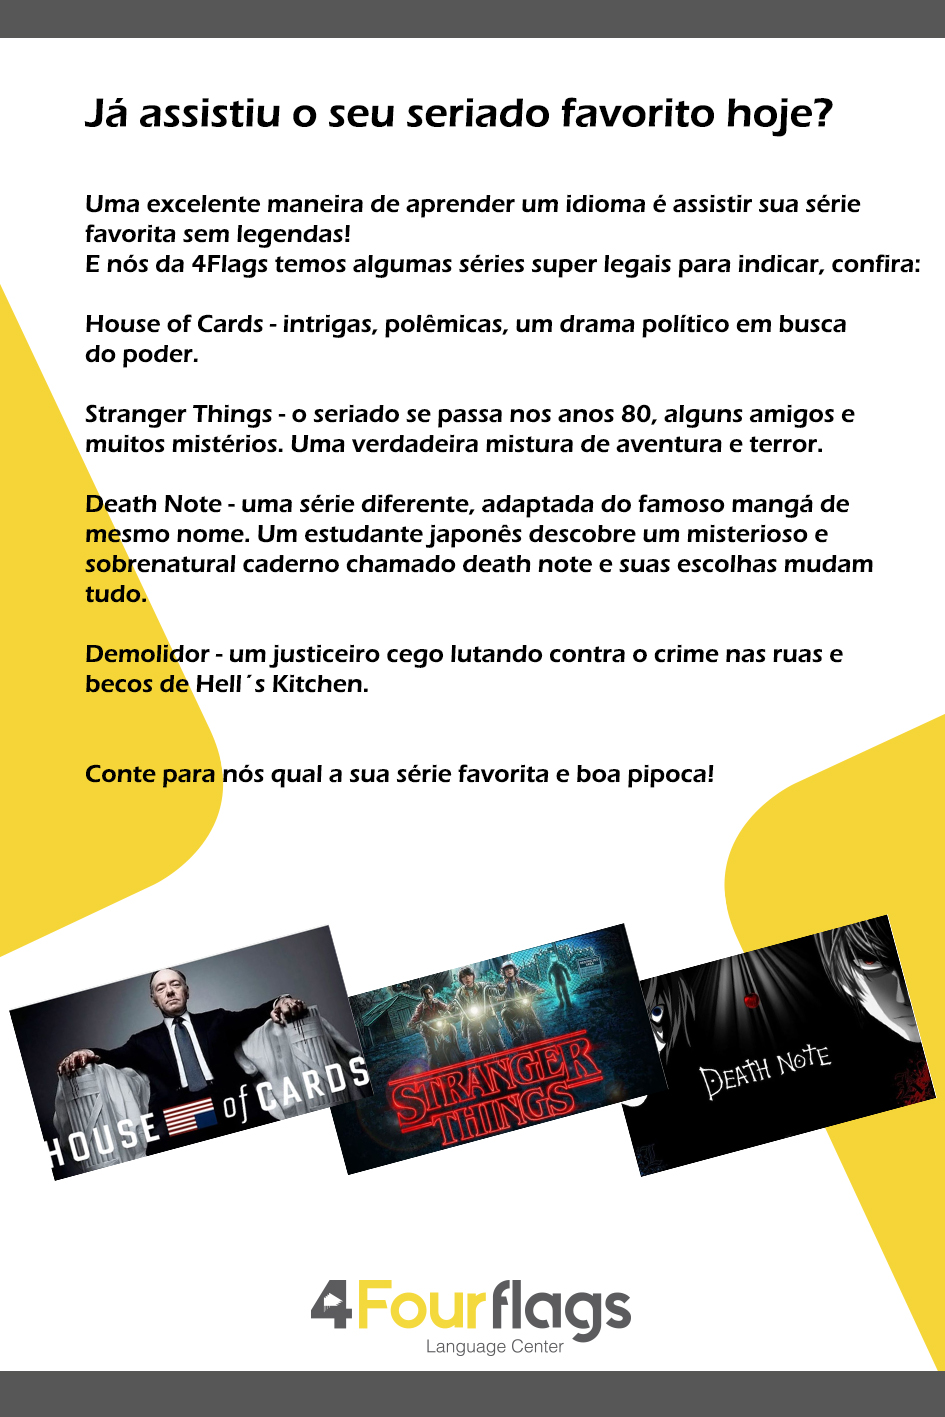 Já assistiu o seu seriado favorito hoje?
Uma excelente maneira de aprender um idioma é assistir sua série
favorita sem legendas!
E nós da 4Flags temos algumas séries super legais para indicar, confira:
House of Cards - intrigas, polêmicas, um drama político em busca
do poder.
Stranger Things - o seriado se passa nos anos 80, alguns amigos e
muitos mistérios. Uma verdadeira mistura de aventura e terror.
Death Note - uma série diferente, adaptada do famoso mangá de
mesmo nome. Um estudante japonês descobre um misterioso e
sobrenatural caderno chamado death note e suas escolhas mudam
tudo.
Demolidor - um justiceiro cego lutando contra o crime nas ruas e
becos de Hell´s Kitchen.
Conte para nós qual a sua série favorita e boa pipoca!
HOUSE of CARDS
STRANGER
THINGS
DEATH NOTE
4Fourflags
Language Center